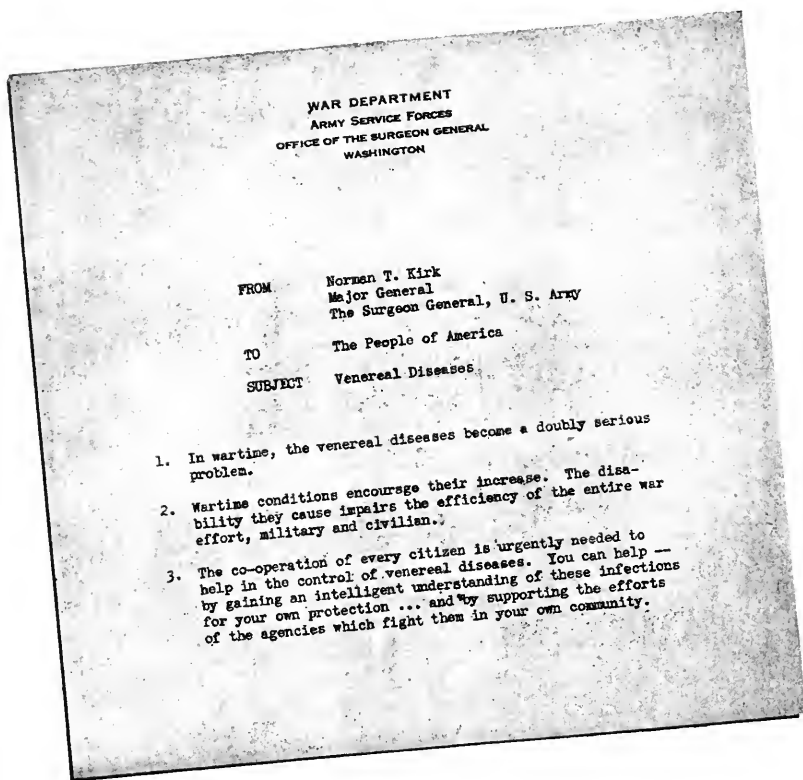 WAR DEPARTMENT
ARMY SERVICE FORCES
OFFICE OF THE SURGEON GENERAL
WASHINGTON
FROM Norman T. Kirk
Major General
The Surgeon General, U. S. Army
TO The People of America
SUBJECT Venereal Diseases
1. In wartime, the venereal diseases become a doubly serious
problem.
2. Wartime conditions encourage their increase. The disa-
bility they cause impairs the efficiency of the entire war
effort, military and civilian.
3. The co-operation of every citizen is urgently needed to
help in the control of venereal diseases. You can help —
by gaining an intelligent understanding of these infections
for your own protection ... and by supporting the efforts
of the agencies which fight them in your own community.